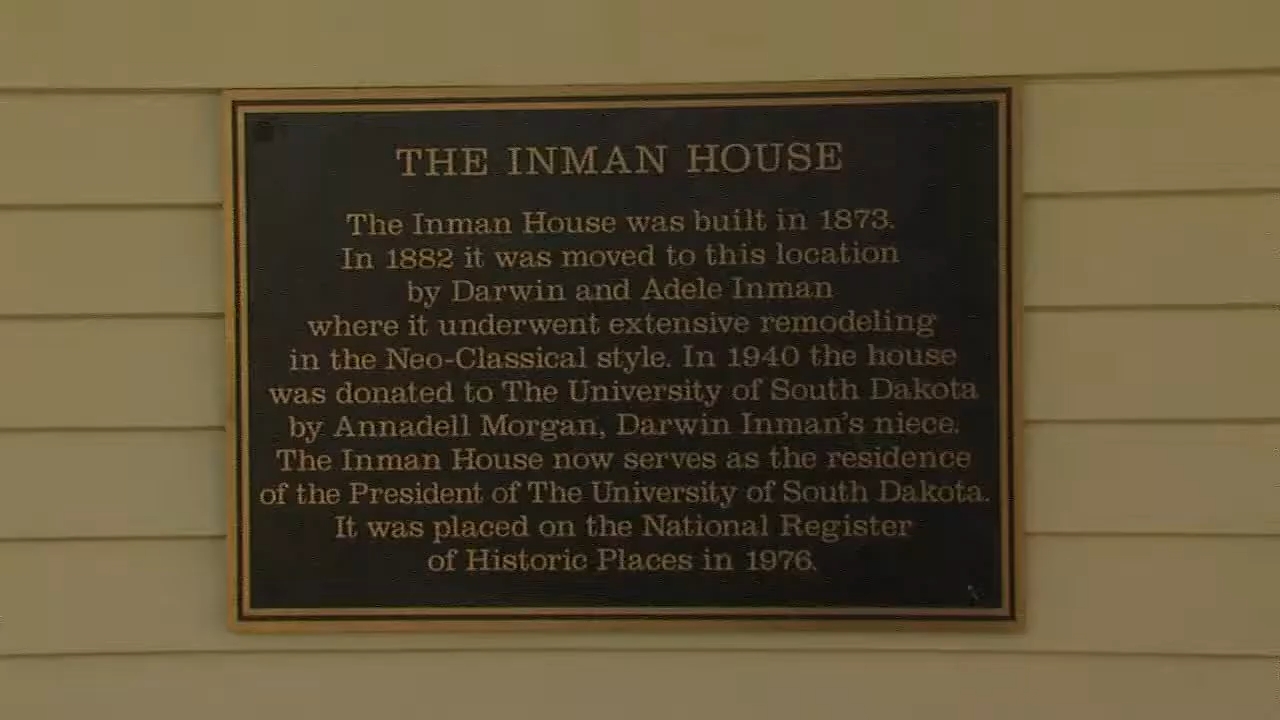 THE INMAN HOUSE
The Inman House was built in 1873.
In 1882 it was moved to this location
by Darwin and Adele Inman
where it underwent extensive remodeling
in the Neo-Classical style. In 1940 the house
was donated to The University of South Dakota
by Annadell Morgan, Darwin Inman's niece.
The Inman House now serves as the residence
of the President of The University of South Dakota.
It was placed on the National Register
of Historic Places in 1976.